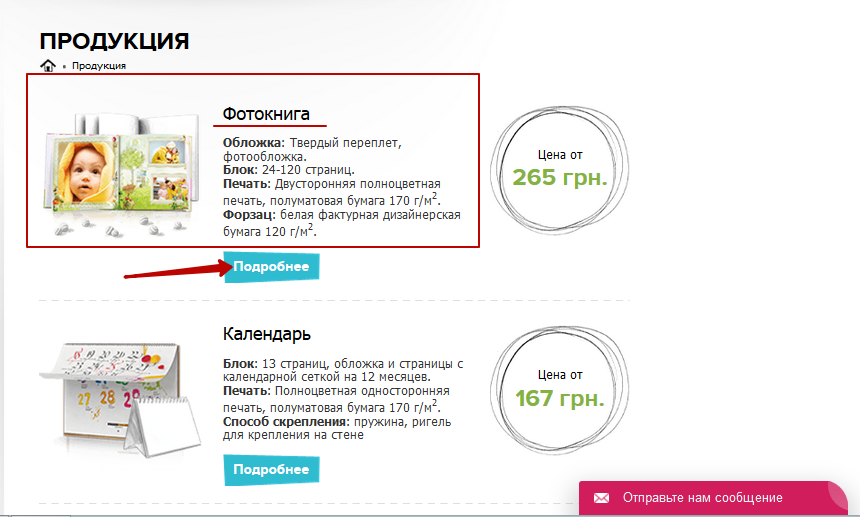 ПРОДУКЦИЯ
Продукция
Фотокнига
Обложка: Твердый переплет,
фотообложка.
Блок: 24-120 страниц.
Печать: Двусторонняя полноцветная
печать, полуматовая бумага 170 г/м².
Форзац: белая фактурная дизайнерская
бумага 120 г/м².
Цена от
265 грн.
Подробнее
Календарь
Блок: 13 страниц, обложка и страницы с
календарной сеткой на 12 месяцев.
Печать: Полноцветная односторонняя
печать, полуматовая бумага 170 г/м².
Способ скрепления: пружина, ригель
для крепления на стене
Цена от
167 грн.
Подробнее
Отправьте нам сообщение